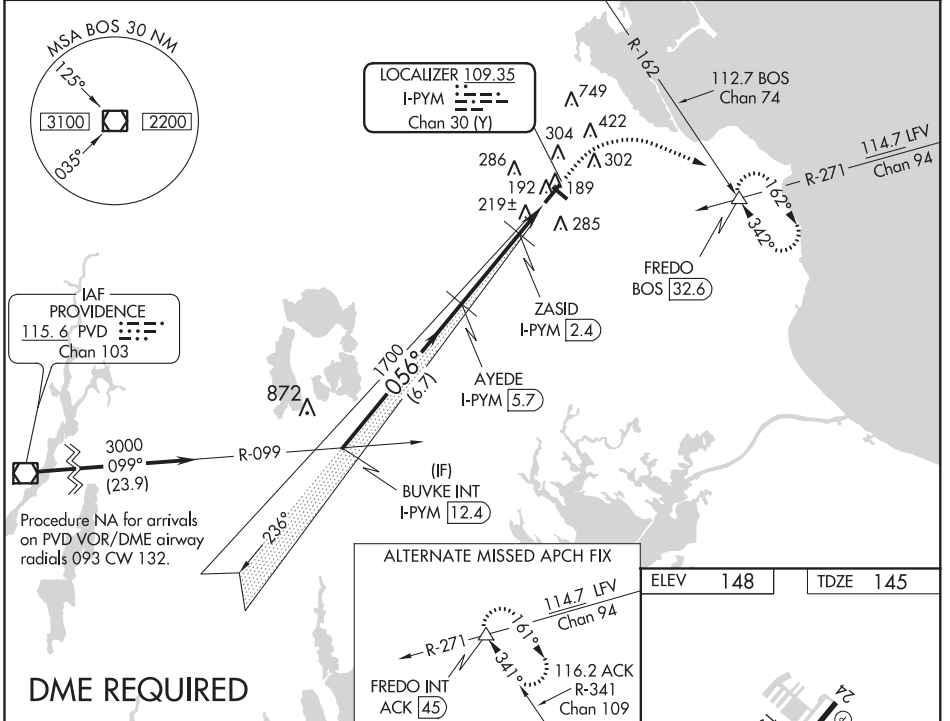 MSA BOS 30 NM
125°
3100
2200
035°
LOCALIZER 109.35
I-PYM
Chan 30 (Y)
R-162
112.7 BOS
Chan 74
749
422
304
302
286
192
189
219±
285
114.7 LFV
R-271
Chan 94
162°
342°
FREDO
BOS 32.6
IAF
PROVIDENCE
115.6 PVD
Chan 103
ZASID
I-PYM 2.4
1700
056°
(6.7)
AYEDE
I-PYM 5.7
872
3000
099°
(23.9)
R-099
(IF)
BUVKE INT
I-PYM 12.4
236°
Procedure NA for arrivals
on PVD VOR/DME airway
radials 093 CW 132.
ALTERNATE MISSED APCH FIX
114.7 LFV
Chan 94
R-271
161°
341°
FREDO INT
ACK 45
116.2 ACK
R-341
Chan 109
ELEV 148
TDZE 145
24
DME REQUIRED